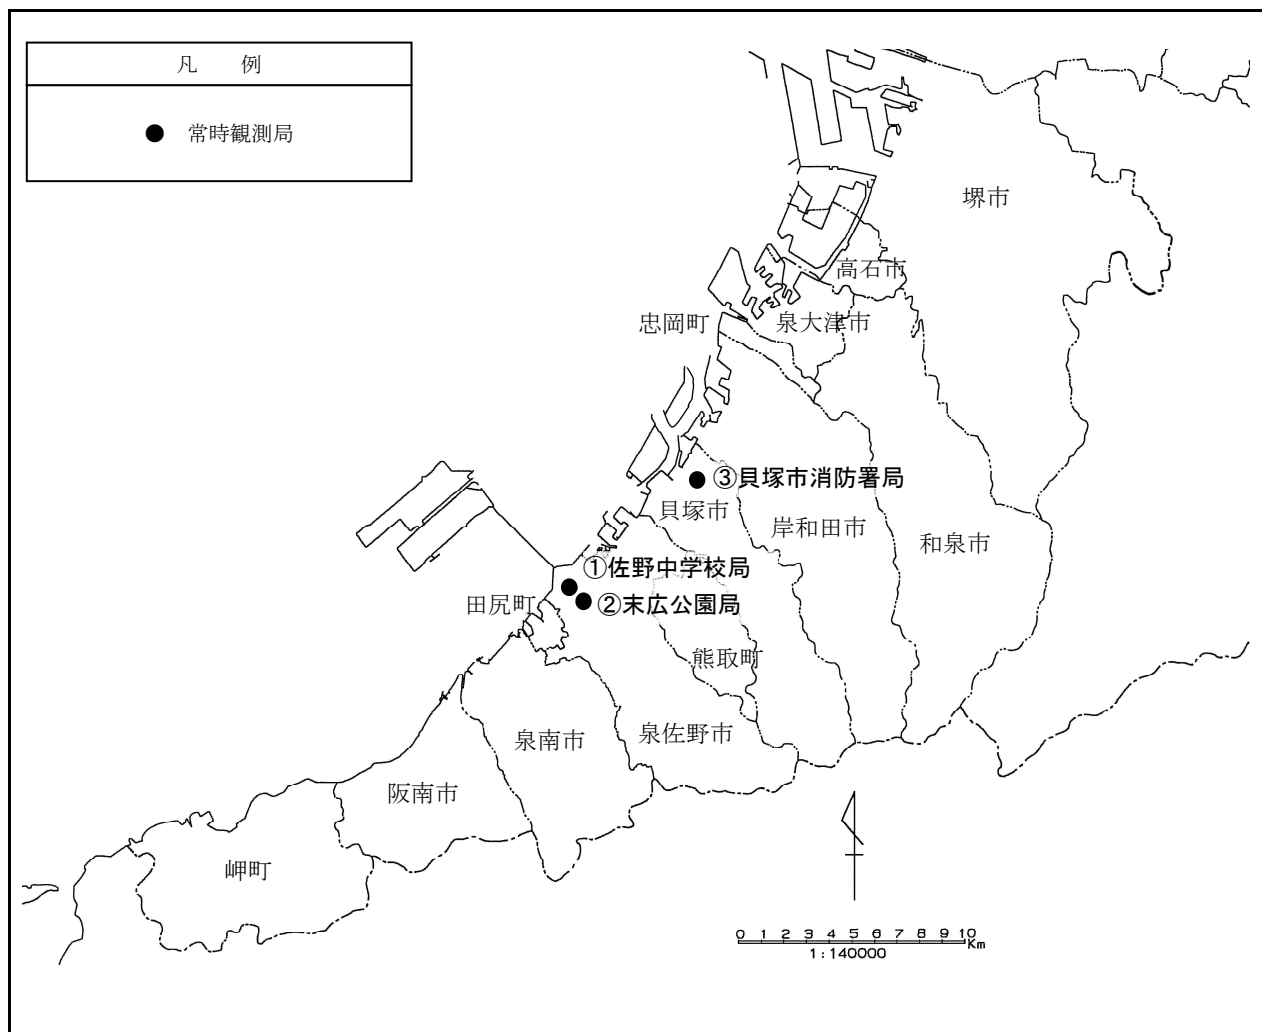 凡 例
常時観測局
堺市
高石市
忠岡町
泉大津市
③貝塚市消防署局
貝塚市
岸和田市
和泉市
①佐野中学校局
田尻町
②末広公園局
熊取町
泉南市
泉佐野市
阪南市
岬町
0 1 2 3 4 5 6 7 8 9 10
Km
1:140000